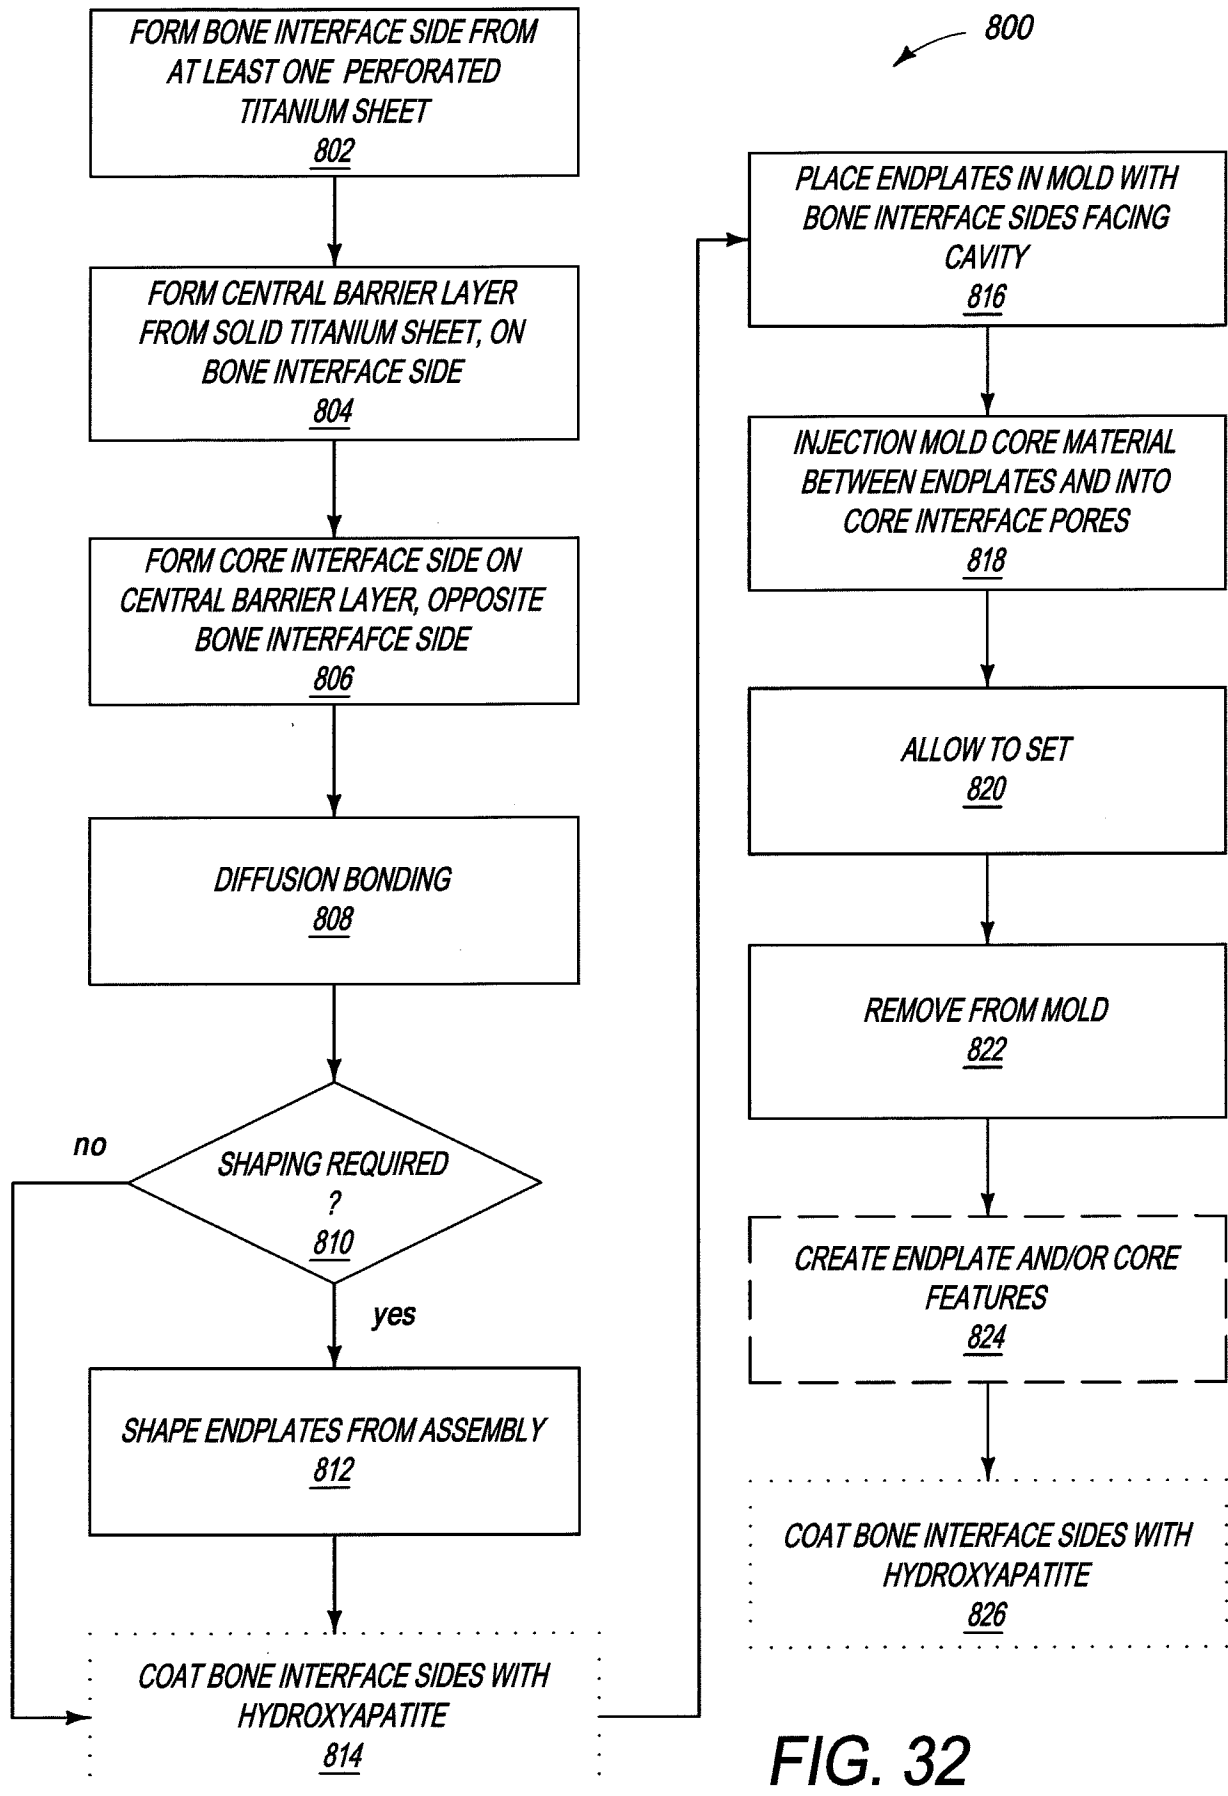 FORM BONE INTERFACE SIDE FROM
AT LEAST ONE PERFORATED
TITANIUM SHEET
802
FORM CENTRAL BARRIER LAYER
FROM SOLID TITANIUM SHEET, ON
BONE INTERFACE SIDE
804
FORM CORE INTERFACE SIDE ON
CENTRAL BARRIER LAYER, OPPOSITE
BONE INTERFAFCE SIDE
806
DIFFUSION BONDING
808
SHAPING REQUIRED
?
810
no
yes
SHAPE ENDPLATES FROM ASSEMBLY
812
COAT BONE INTERFACE SIDES WITH
HYDROXYAPATITE
814
800
PLACE ENDPLATES IN MOLD WITH
BONE INTERFACE SIDES FACING
CAVITY
816
INJECTION MOLD CORE MATERIAL
BETWEEN ENDPLATES AND INTO
CORE INTERFACE PORES
818
ALLOW TO SET
820
REMOVE FROM MOLD
822
CREATE ENDPLATE AND/OR CORE
FEATURES
824
COAT BONE INTERFACE SIDES WITH
HYDROXYAPATITE
826
FIG. 32